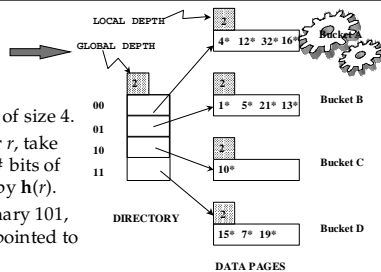 LOCAL DEPTH
GLOBAL DEPTH
2
2
4* 12* 32* 16*
Bucket A
2
1* 5* 21* 13*
Bucket B
2
10*
Bucket C
2
15* 7* 19*
Bucket D
00
01
10
11
DIRECTORY
DATA PAGES
of size 4.
r, take
# bits of
by h(r).
nary 101,
pointed to